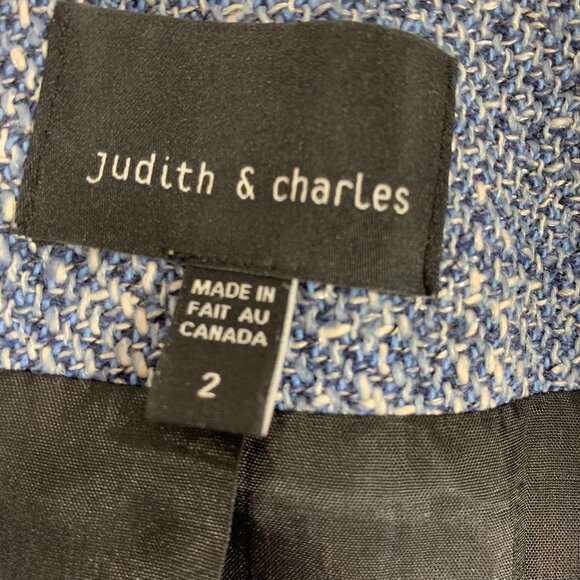 judith & charles
MADE IN
FAIT AU
CANADA
2